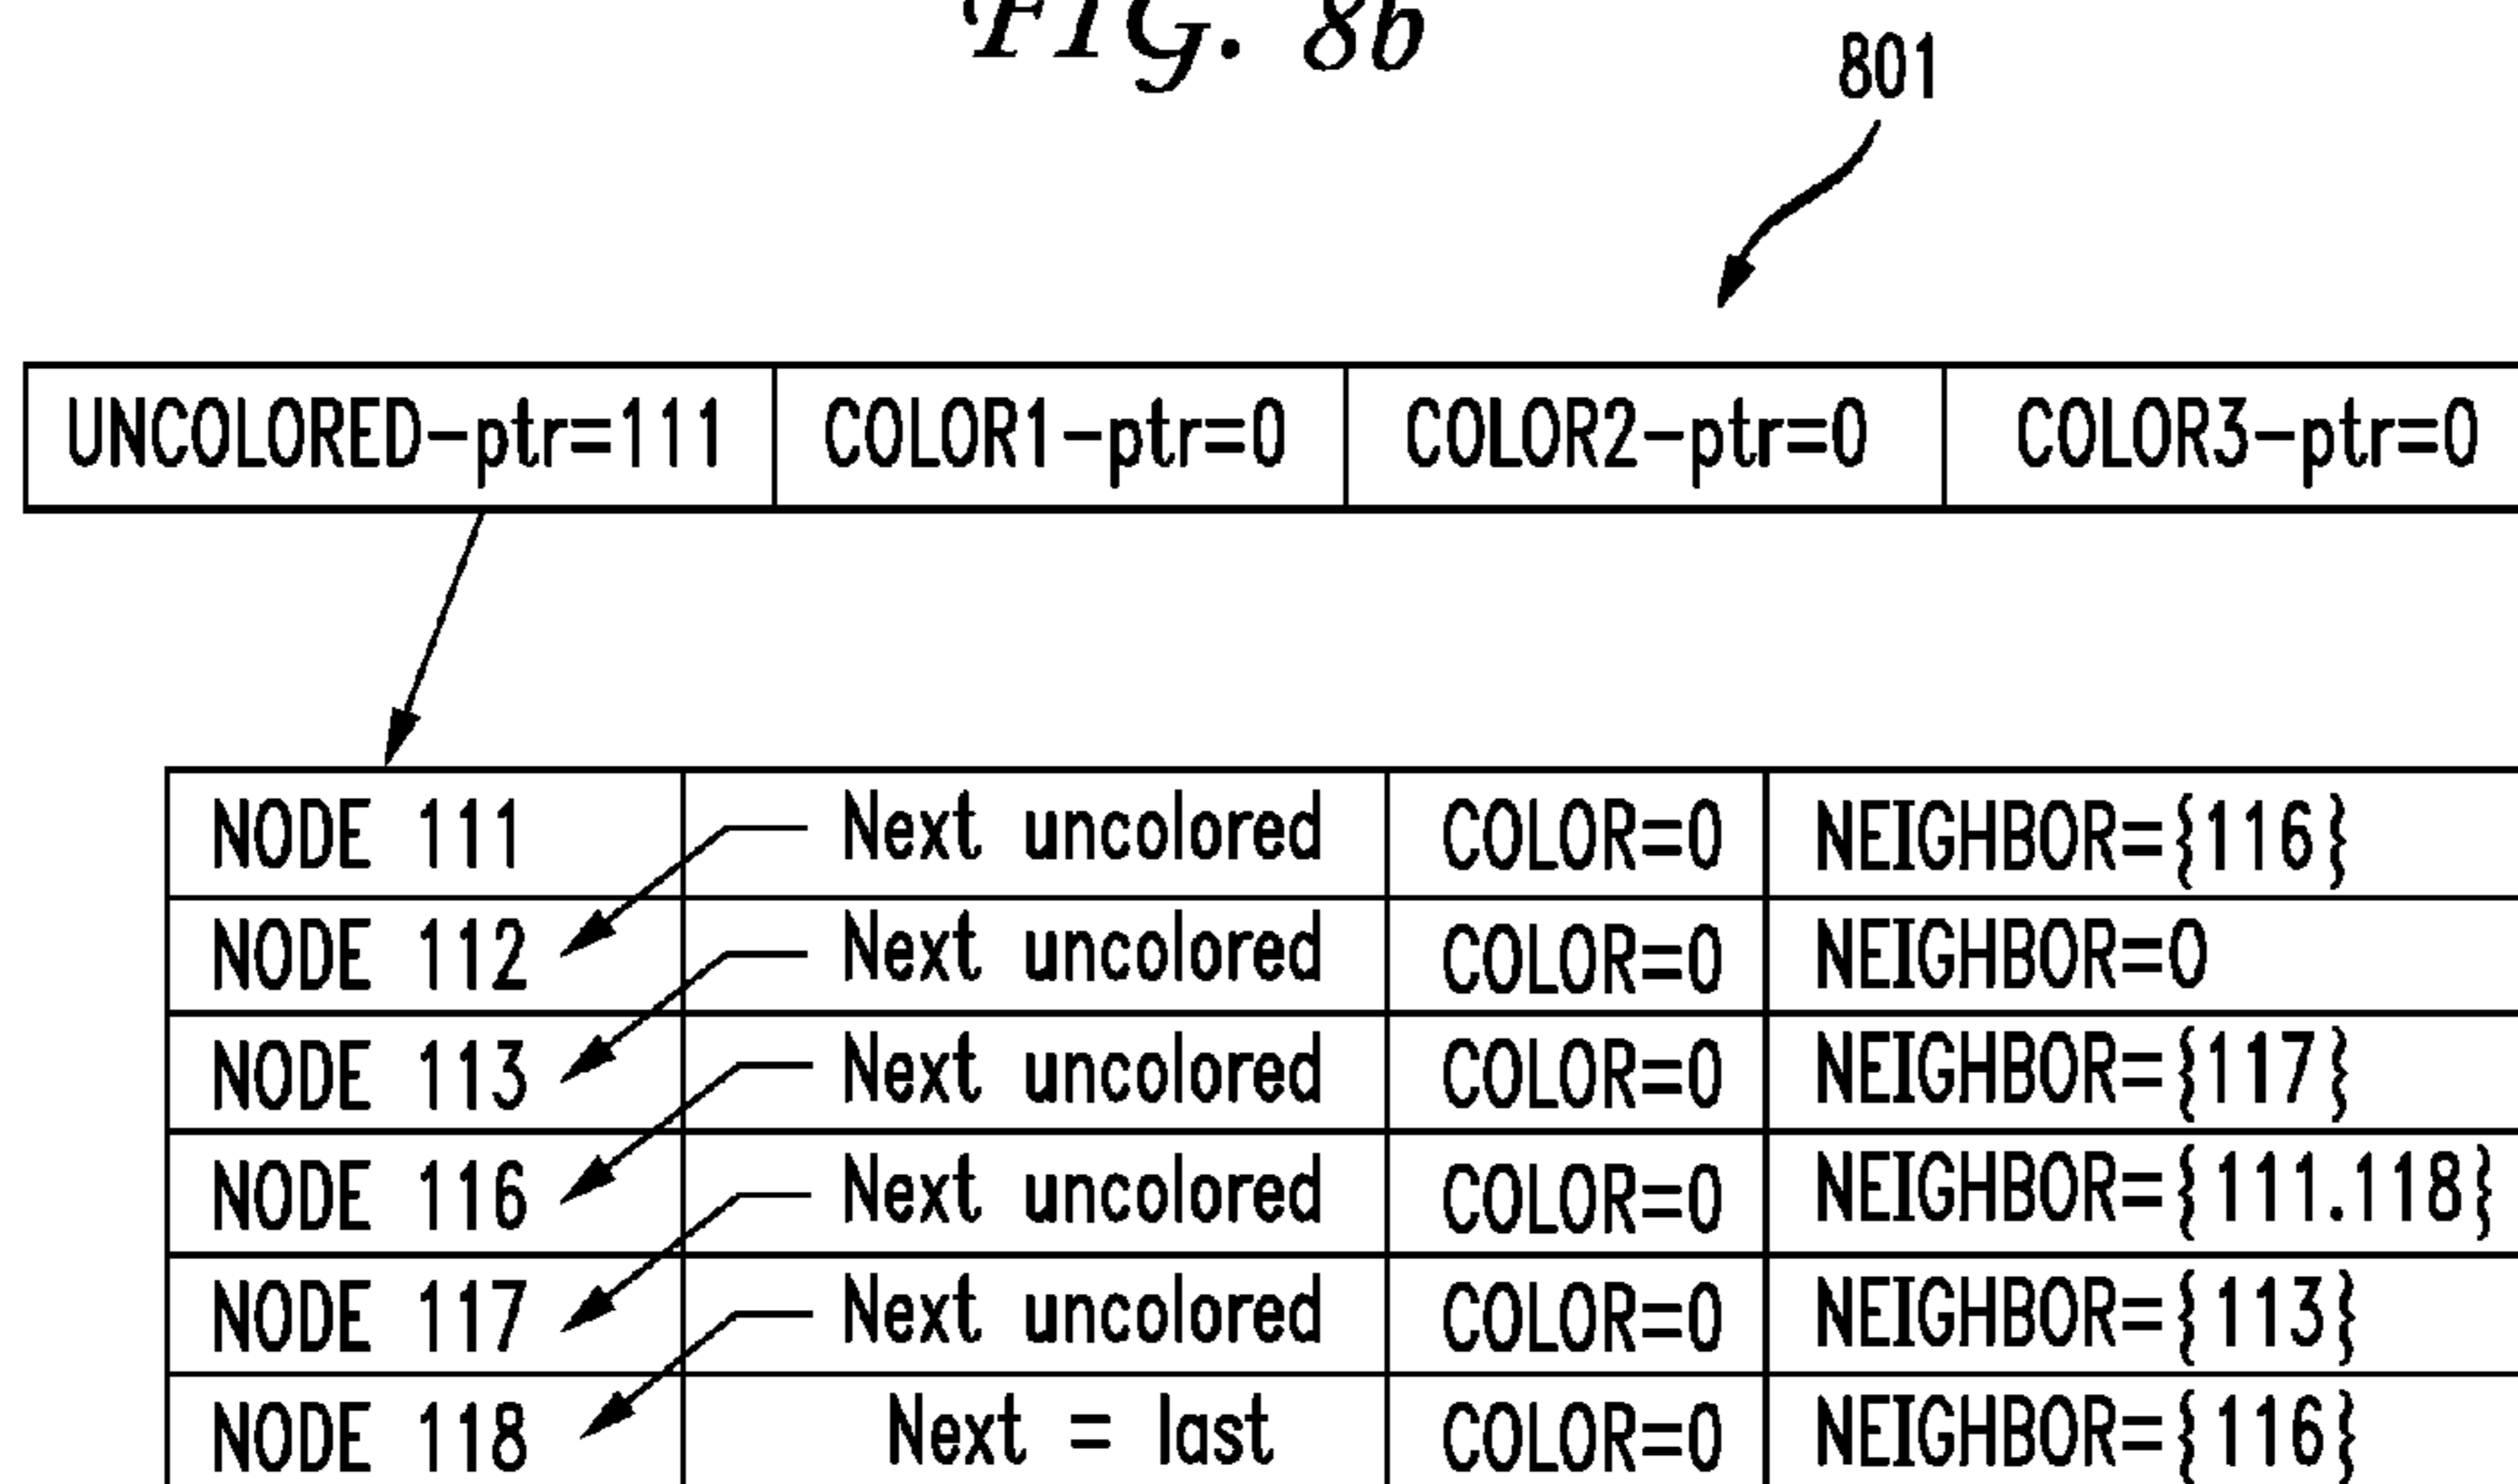 FIG. 8b
801
UNCOLORED-ptr=111 COLOR1-ptr=0 COLOR2-ptr=0 COLOR3-ptr=0
NODE 111 Next uncolored COLOR=0 NEIGHBOR={116}
NODE 112 Next uncolored COLOR=0 NEIGHBOR=0
NODE 113 Next uncolored COLOR=0 NEIGHBOR={117}
NODE 116 Next uncolored COLOR=0 NEIGHBOR={111.118}
NODE 117 Next uncolored COLOR=0 NEIGHBOR={113}
NODE 118 Next = last COLOR=0 NEIGHBOR={116}